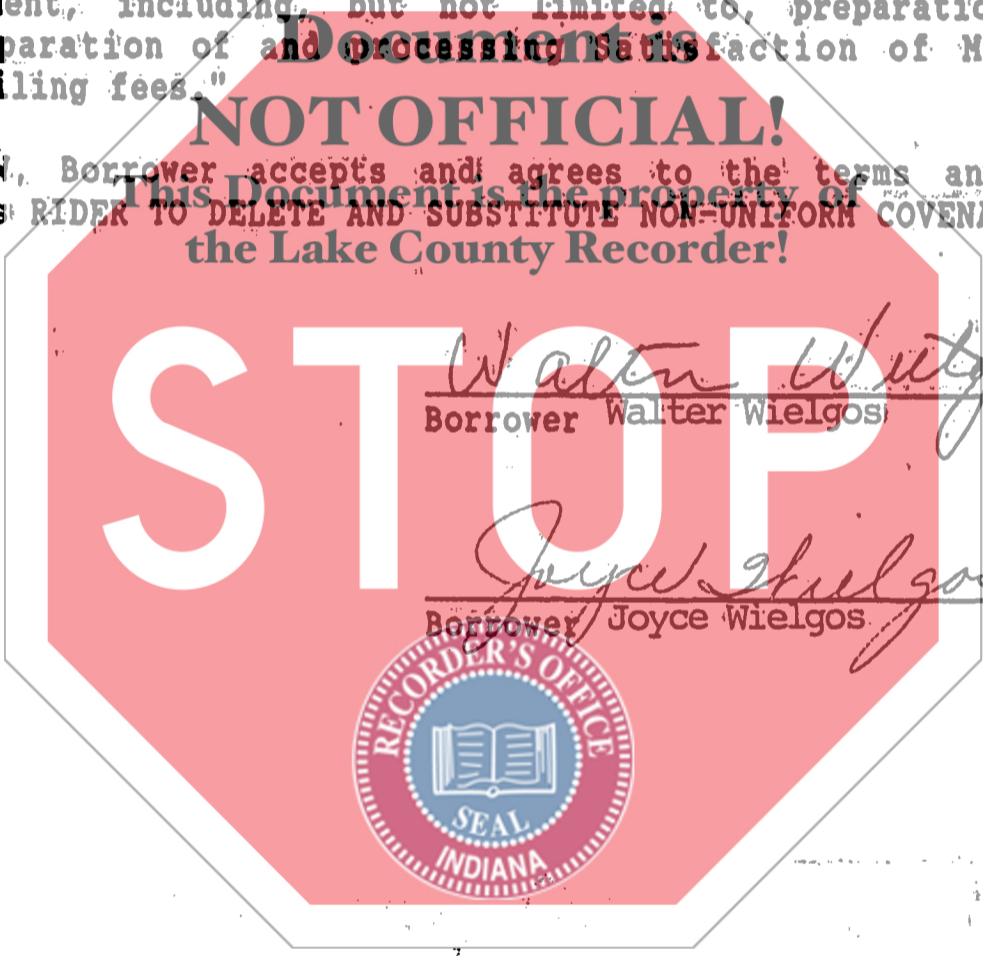 ent, including, but not limited to, preparatio
paration of and processing Satisfaction of M
ling fees."
Document is
NOT OFFICIAL!
, Borrower accepts and agrees to the terms an
This Document is the property of
s RIDER TO DELETE AND SUBSTITUTE NON-UNIFORM COVENA
the Lake County Recorder!
STOP
Walter
Borrower Walter Wielgos
Joyce Wielgos
Borrower Joyce Wielgos
RECORDER'S OFFICE
SEAL
INDIANA